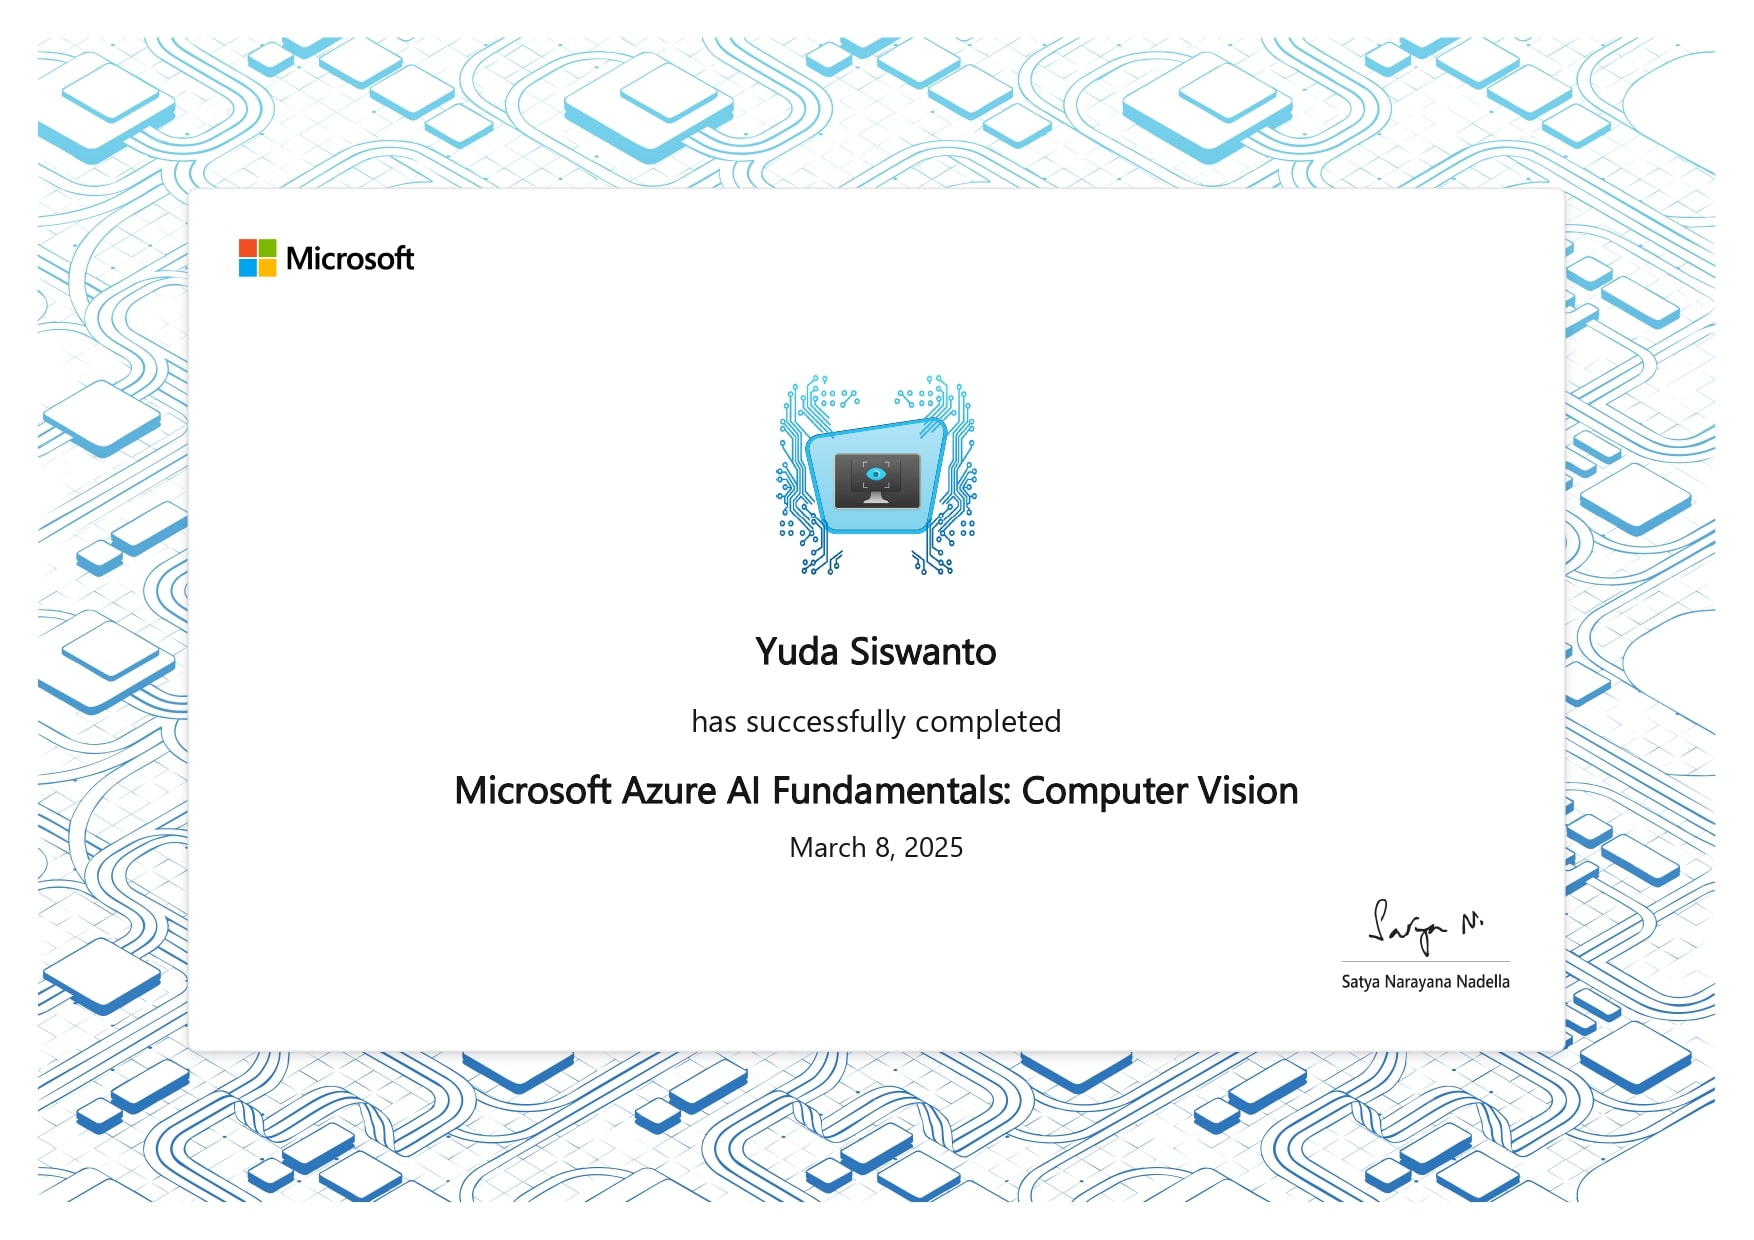 Microsoft
Yuda Siswanto
has successfully completed
Microsoft Azure AI Fundamentals: Computer Vision
March 8, 2025
Satya N.
Satya Narayana Nadella